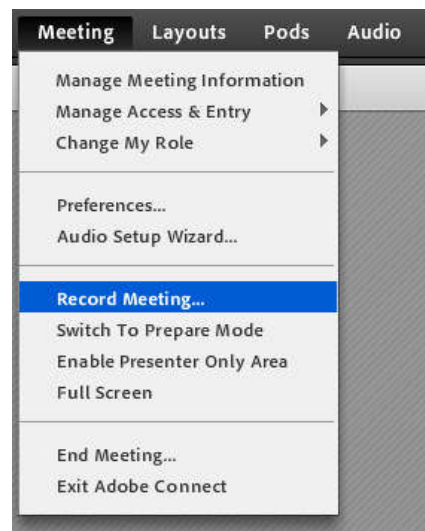 Meeting Layouts Pods Audio
Manage Meeting Information
Manage Access & Entry
Change My Role
Preferences...
Audio Setup Wizard...
Record Meeting...
Switch To Prepare Mode
Enable Presenter Only Area
Full Screen
End Meeting...
Exit Adobe Connect